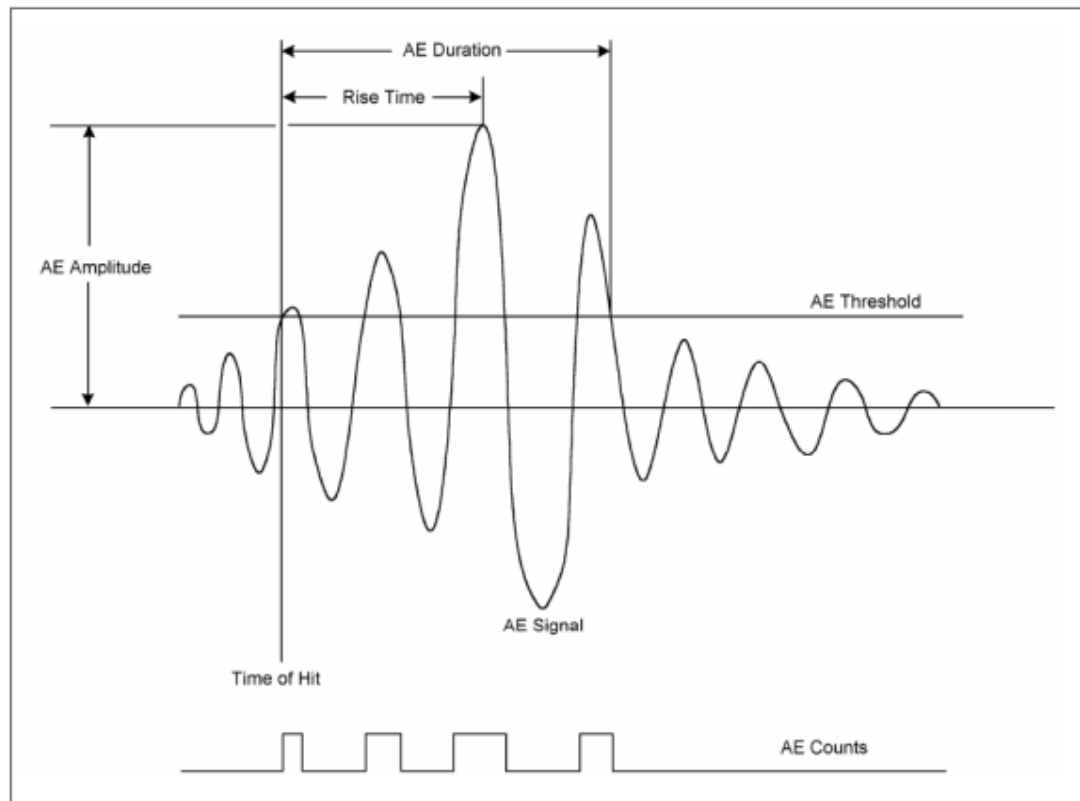 AE Duration
Rise Time
AE Amplitude
AE Threshold
AE Signal
Time of Hit
AE Counts